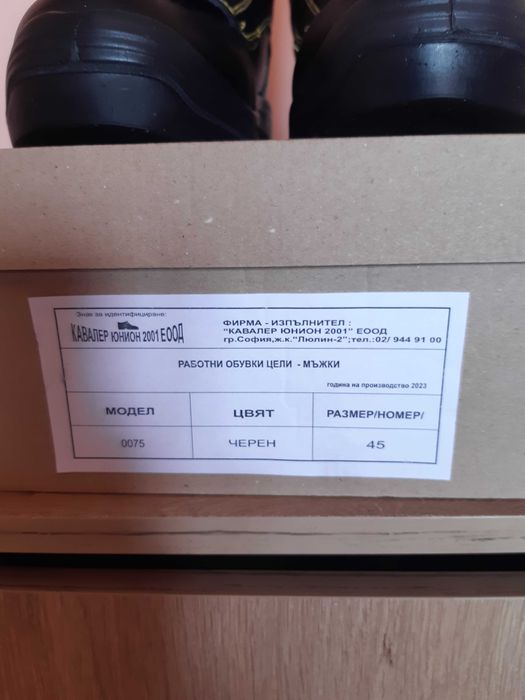 Знак за идентифициране:
КАВАЛЕР ЮНИОН 2001 ЕООД
ФИРМА - ИЗПЪЛНИТЕЛ :
"КАВАЛЕР ЮНИОН 2001" ЕООД
гр.София,ж.к."Люлин-2";тел.:02/ 944 91 00
РАБОТНИ ОБУВКИ ЦЕЛИ - МЪЖКИ
година на производство 2023
МОДЕЛ ЦВЯТ РАЗМЕР/НОМЕР/
0075 ЧЕРЕН 45